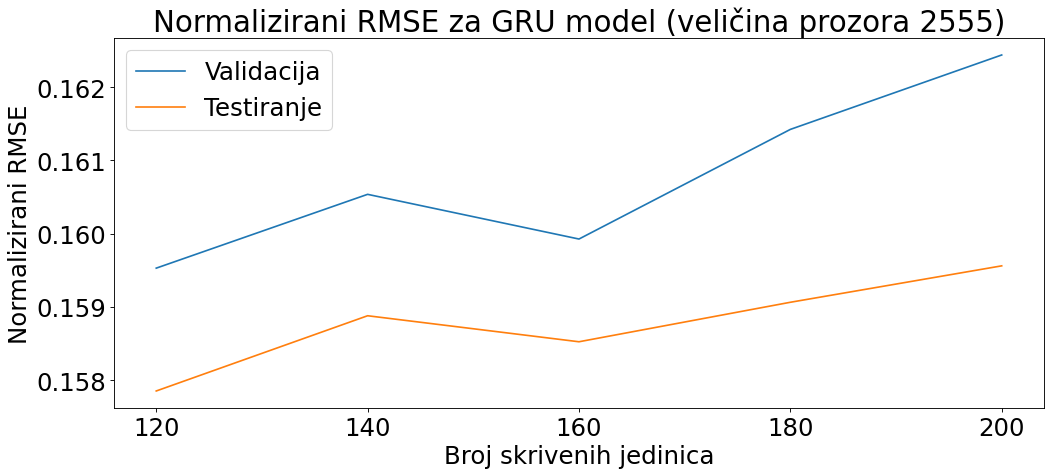 Normalizirani RMSE za GRU model (veličina prozora 2555)
Validacija
Testiranje
Normalizirani RMSE
0.162
0.161
0.160
0.159
0.158
120 140 160 180 200
Broj skrivenih jedinica